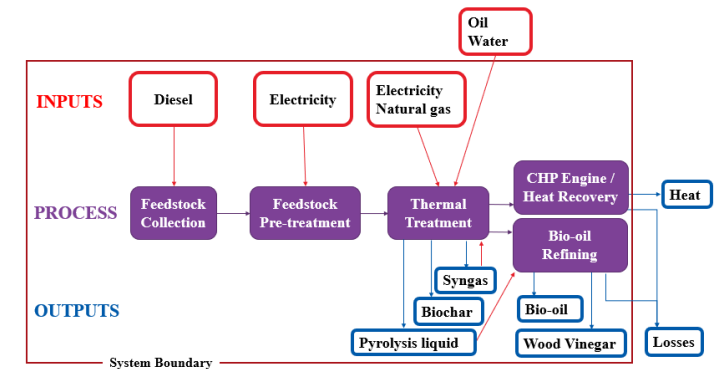 Oil
Water
INPUTS
Diesel
Electricity
Electricity
Natural gas
PROCESS
Feedstock
Collection
Feedstock
Pre-treatment
Thermal
Treatment
CHP Engine /
Heat Recovery
Heat
Bio-oil
Refining
OUTPUTS
Syngas
Biochar
Pyrolysis liquid
Bio-oil
Wood Vinegar
Losses
System Boundary